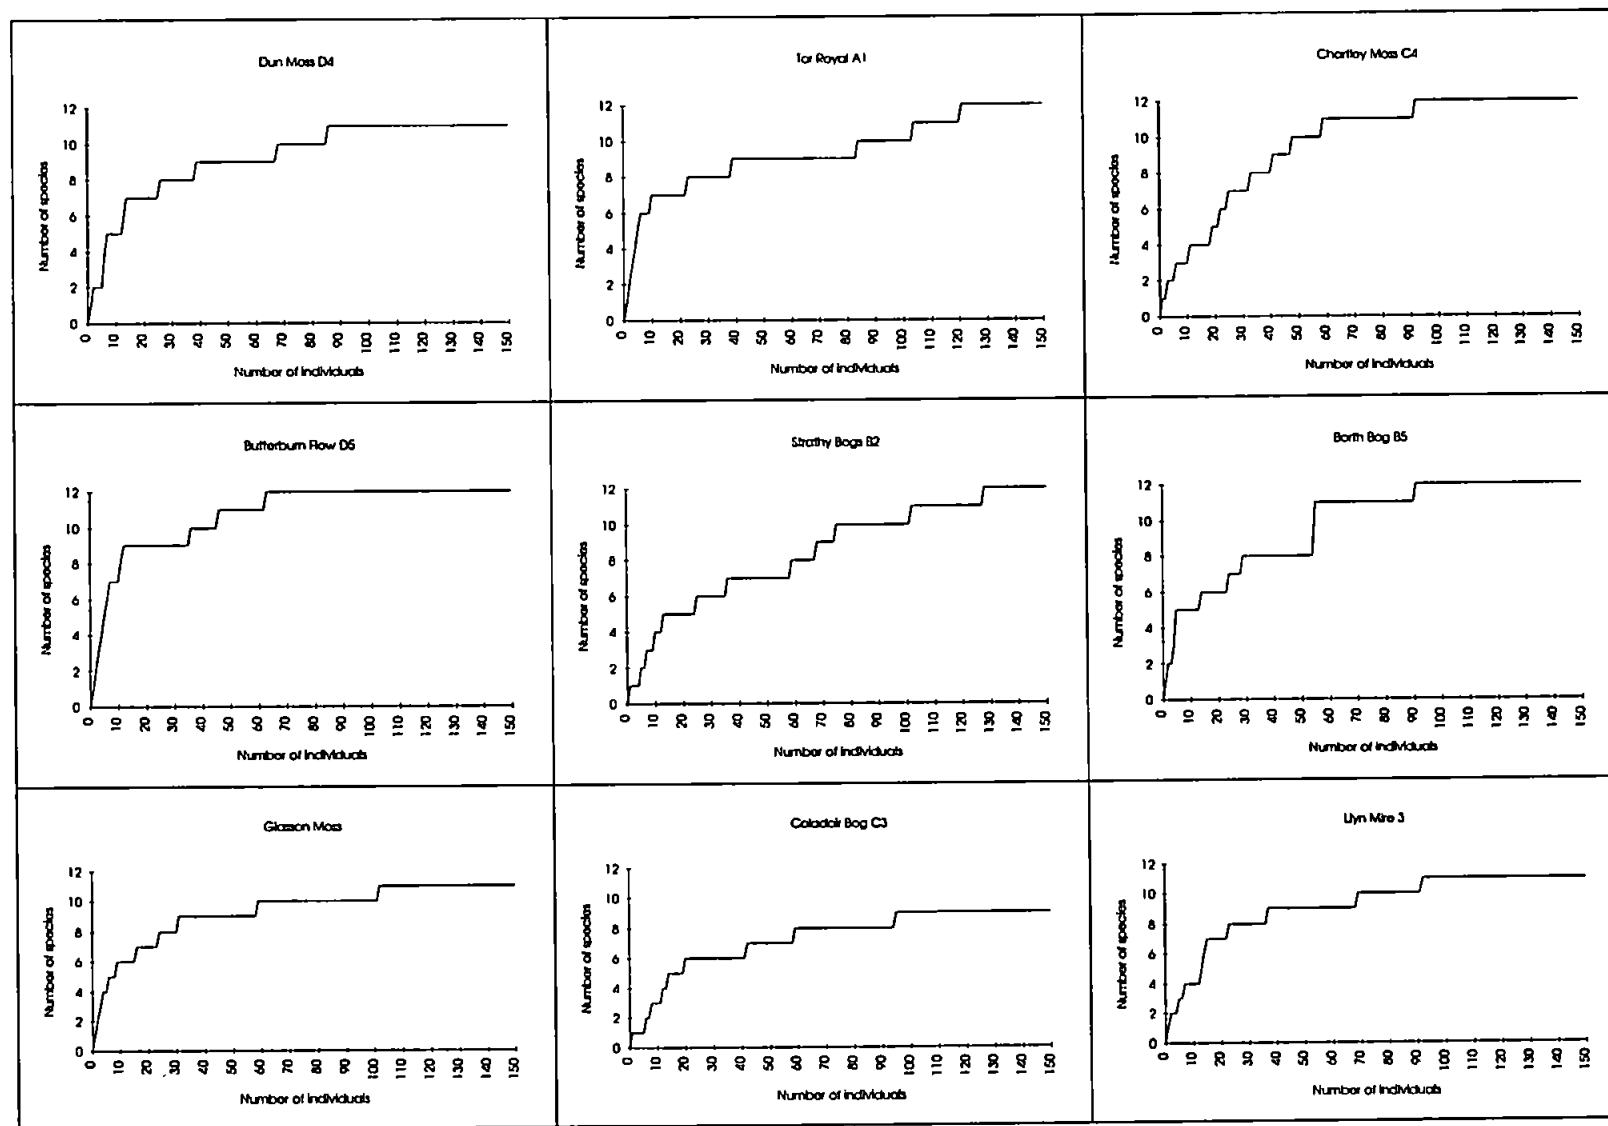 Dun Moss D4
Number of species
12
10
8
6
4
2
0
0 10 20 30 40 50 60 70 80 90 100 110 120 130 140 150
Number of individuals
Tor Royal A1
Number of species
12
10
8
6
4
2
0
0 10 20 30 40 50 60 70 80 90 100 110 120 130 140 150
Number of individuals
Chartley Moss C4
Number of species
12
10
8
6
4
2
0
0 10 20 30 40 50 60 70 80 90 100 110 120 130 140 150
Number of individuals
Butterburn Flow D5
Number of species
12
10
8
6
4
2
0
0 10 20 30 40 50 60 70 80 90 100 110 120 130 140 150
Number of individuals
Strathy Bogs B2
Number of species
12
10
8
6
4
2
0
0 10 20 30 40 50 60 70 80 90 100 110 120 130 140 150
Number of individuals
Borth Bog B5
Number of species
12
10
8
6
4
2
0
0 10 20 30 40 50 60 70 80 90 100 110 120 130 140 150
Number of individuals
Glasson Moss
Number of species
12
10
8
6
4
2
0
0 10 20 30 40 50 60 70 80 90 100 110 120 130 140 150
Number of individuals
Coladoir Bog C3
Number of species
12
10
8
6
4
2
0
0 10 20 30 40 50 60 70 80 90 100 110 120 130 140 150
Number of individuals
Llyn Mire 3
Number of species
12
10
8
6
4
2
0
0 10 20 30 40 50 60 70 80 90 100 110 120 130 140 150
Number of individuals